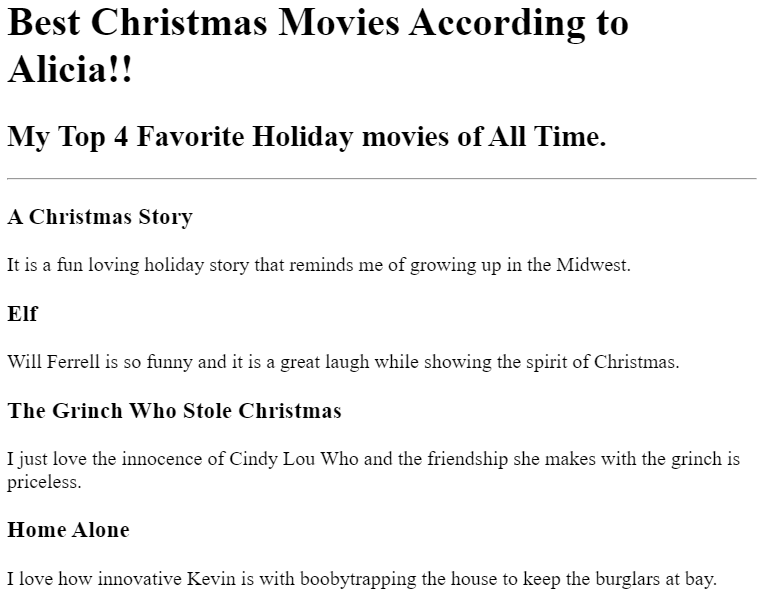 Best Christmas Movies According to
Alicia!!
My Top 4 Favorite Holiday movies of All Time.
A Christmas Story
It is a fun loving holiday story that reminds me of growing up in the Midwest.
Elf
Will Ferrell is so funny and it is a great laugh while showing the spirit of Christmas.
The Grinch Who Stole Christmas
I just love the innocence of Cindy Lou Who and the friendship she makes with the grinch is
priceless.
Home Alone
I love how innovative Kevin is with boobytrapping the house to keep the burglars at bay.